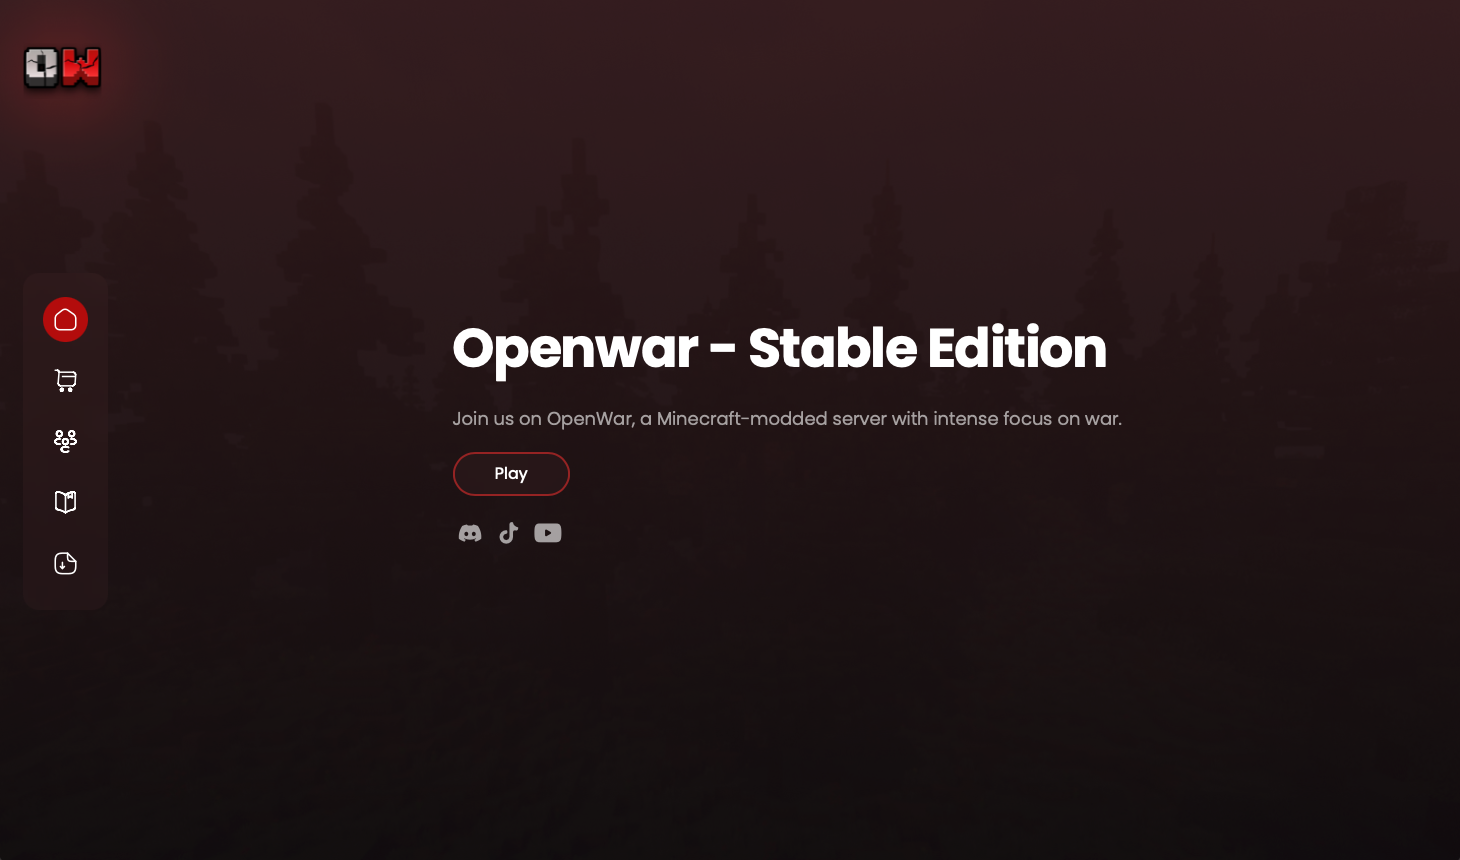 OW
Openwar - Stable Edition
Join us on OpenWar, a Minecraft-modded server with intense focus on war.
Play